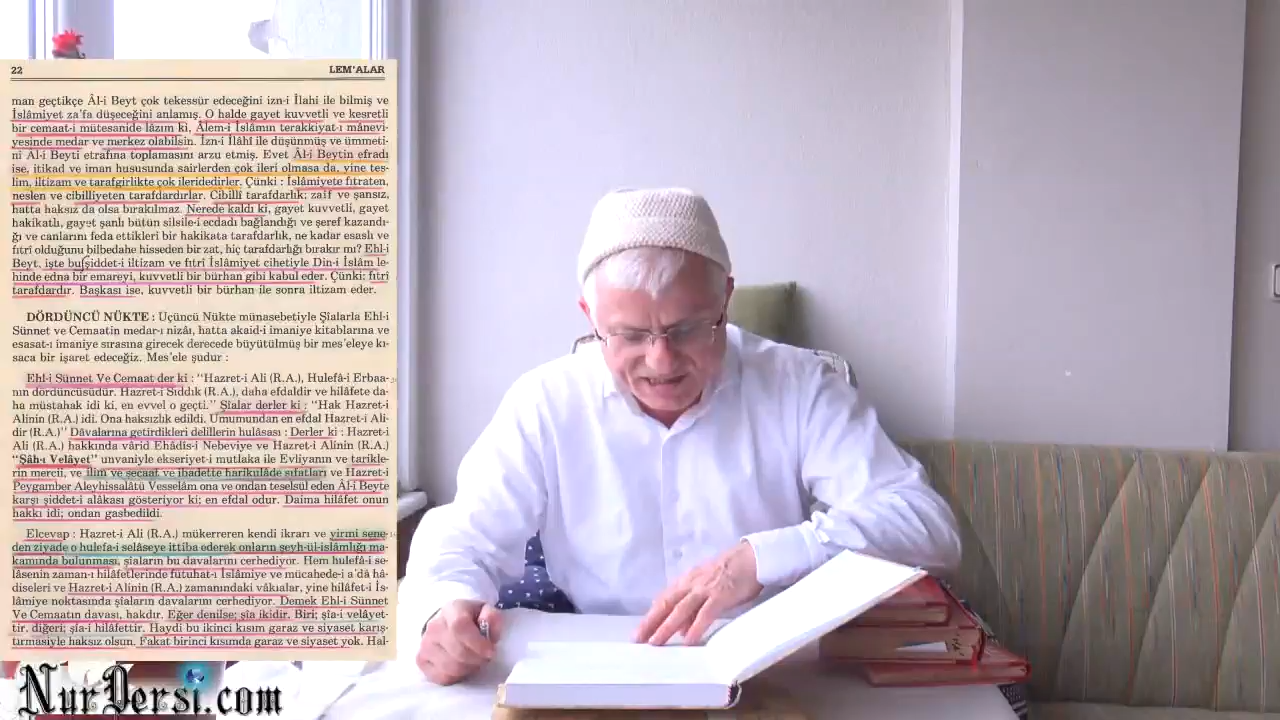 22 LEM'ALAR
man geçtikçe Âl-i Beyt çok tekessür edeceğini izn-i İlahi ile bilmiş ve
İslâmiyet za'fa düşeceğini anlamış. O halde gayet kuvvetli ve kesretli
bir cemaat-i mütesanide lâzım ki, Âlem-i İslâmın terakkiyat-ı mânevi-
yesinde medar ve merkez olabilsin. İzn-i İlâhî ile düşünmüş ve ümmeti-
ni Âl-i Beyti etrafına toplamasını arzu etmiş. Evet Âl-i Beytin efradı
ise, itikad ve iman hususunda sairlerden çok ileri olmasa da, yine tes-
lim, iltizam ve tarafgirlikte çok ileridedirler. Çünki : İslâmiyete fıtraten,
neslen ve cibilliyeten tarafdardırlar. Cibillî tarafdarlık; zaîf ve şansız,
hatta haksız da olsa bırakılmaz. Nerede kaldı ki, gayet kuvvetli, gayet
hakikatlı, gayet şanlı bütün silsile-i ecdadı bağlandığı ve şeref kazandı-
ğı ve canlarını feda ettikleri bir hakikata tarafdarlık, ne kadar esaslı ve
fıtrî olduğunu bilbedahe hisseden bir zat, hiç tarafdarlığı bırakır mı? Ehl-i
Beyt, işte bu şiddet-i iltizam ve fıtrî İslâmiyet cihetiyle Din-i İslâm le-
hinde edna bir emareyi, kuvvetli bir bürhan gibi kabul eder. Çünki: fıtrî
tarafdardır. Başkası ise, kuvvetli bir bürhan ile sonra iltizam eder.
DÖRDÜNCÜ NÜKTE : Üçüncü Nükte münasebetiyle Şialarla Ehl-i
Sünnet ve Cemaatin medar-ı nizâı, hatta akaid-i imaniye kitablarına ve
esasat-ı imaniye sırasına girecek derecede büyütülmüş bir mes'eleye kı-
saca bir işaret edeceğiz. Mes'ele şudur :
Ehl-i Sünnet Ve Cemaat der ki : "Hazret-i Ali (R.A.), Hulefâ-i Erbaa-
nın dördüncüsüdür. Hazret-i Sıddık (R.A.), daha efdaldir ve hilâfete da-
ha müstahak idi ki, en evvel o geçti." Şialar derler ki : "Hak Hazret-i
Alinin (R.A.) idi. Ona haksızlık edildi. Umumundan en efdal Hazret-i Ali-
dir (R.A.)" Dâvalarına getirdikleri delillerin hulâsası : Derler ki : Hazret-i
Ali (R.A.) hakkında vârid Ehâdis-i Nebeviye ve Hazret-i Alinin (R.A.)
"Şâh-ı Velâyet" unvaniyle ekseriyet-i mutlaka ile Evliyanın ve tarikle-
rin mercii, ve ilim ve şecaat ve ibadette harikulâde sıfatları ve Hazret-i
Peygamber Aleyhissalâtü Vesselâm ona ve ondan teselsül eden Âl-i Beyte
karşı şiddet-i alâkası gösteriyor ki; en efdal odur. Daima hilâfet onun
hakkı idi; ondan gasbedildi.
Elcevap : Hazret-i Ali (R.A.) mükerreren kendi ikrarı ve yirmi sene-
den ziyade o hulefa-i selâseye ittiba ederek onların şeyh-ül-islâmlığı ma-
kamında bulunması, şiaların bu davalarını cerhediyor. Hem hulefâ-i se-
lâsenin zaman-ı hilâfetlerinde fütuhat-ı İslâmiye ve mücahede-i a'dâ hâ-
diseleri ve Hazret-i Alinin (R.A.) zamanındaki vâkıalar, yine hilâfet-i İs-
lâmiye noktasında şiaların davalarını cerhediyor. Demek Ehl-i Sünnet
Ve Cemaatın davası, hakdır. Eğer denilse; şia ikidir. Biri; şia-i velâyet-
tir, diğeri; şia-i hilâfettir. Haydi bu ikinci kısım garaz ve siyaset karış-
tırmasiyle haksız olsun. Fakat birinci kısımda garaz ve siyaset yok. Hal-
NurDersi.com